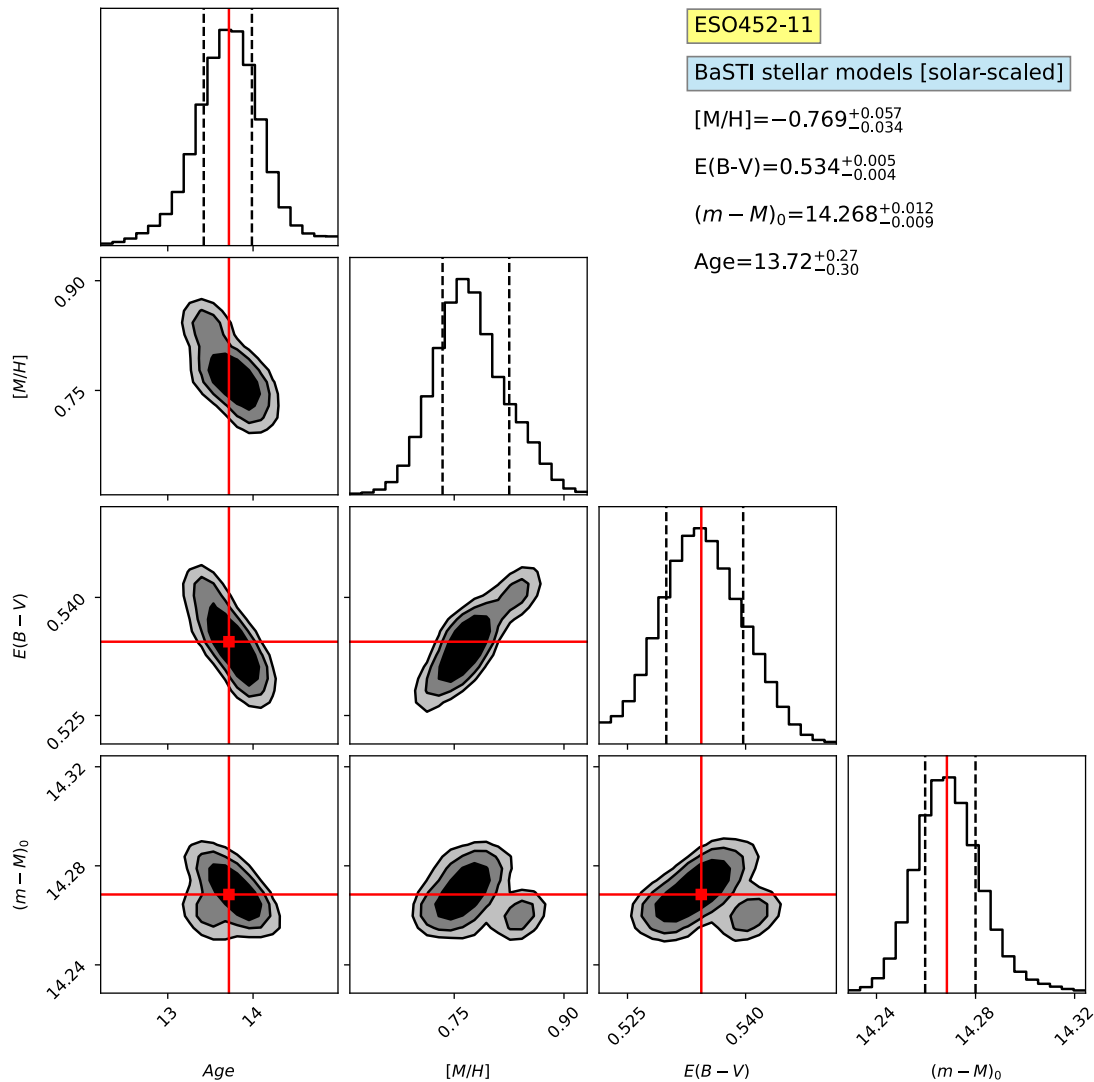 ESO452-11
BaSTI stellar models [solar-scaled]
[M/H]=−0.769+0.057−0.034
E(B-V)=0.534+0.005−0.004
(m − M)0=14.268+0.012−0.009
Age=13.72+0.27−0.30
0.90
0.75
[M/H]
0.540
0.525
E(B − V)
14.32
14.28
14.24
(m − M)0
13 14 0.75 0.90 0.525 0.540 14.24 14.28 14.32
Age [M/H] E(B − V) (m − M)0